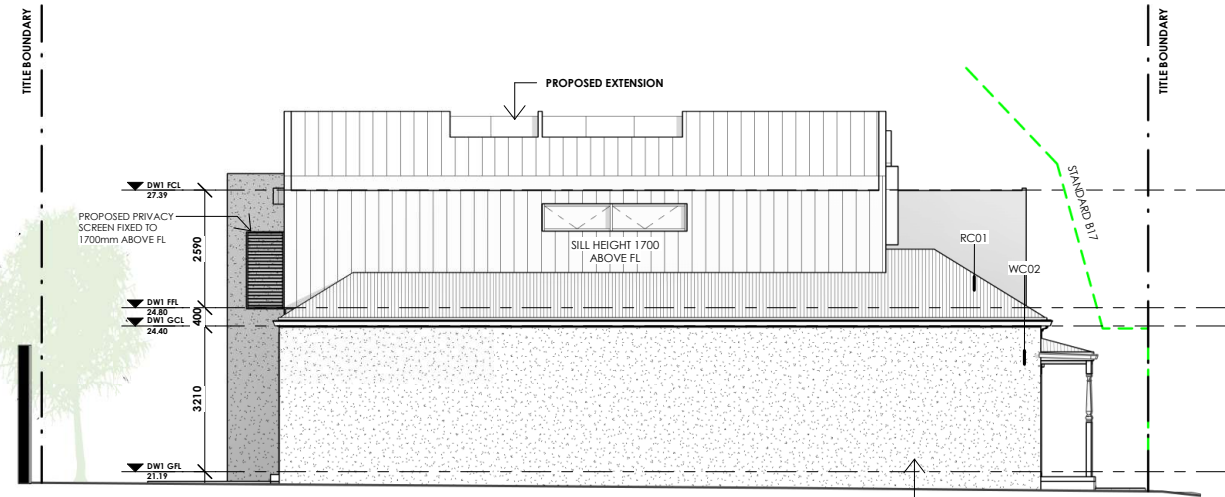 TITLE BOUNDARY
TITLE BOUNDARY
PROPOSED EXTENSION
STANDARD B17
DW1 FCL
27.39
PROPOSED PRIVACY
SCREEN FIXED TO
1700mm ABOVE FL
2590
SILL HEIGHT 1700
ABOVE FL
RC01
WC02
DW1 FFL
24.80
400
DW1 GCL
24.40
3210
DW1 GFL
21.19